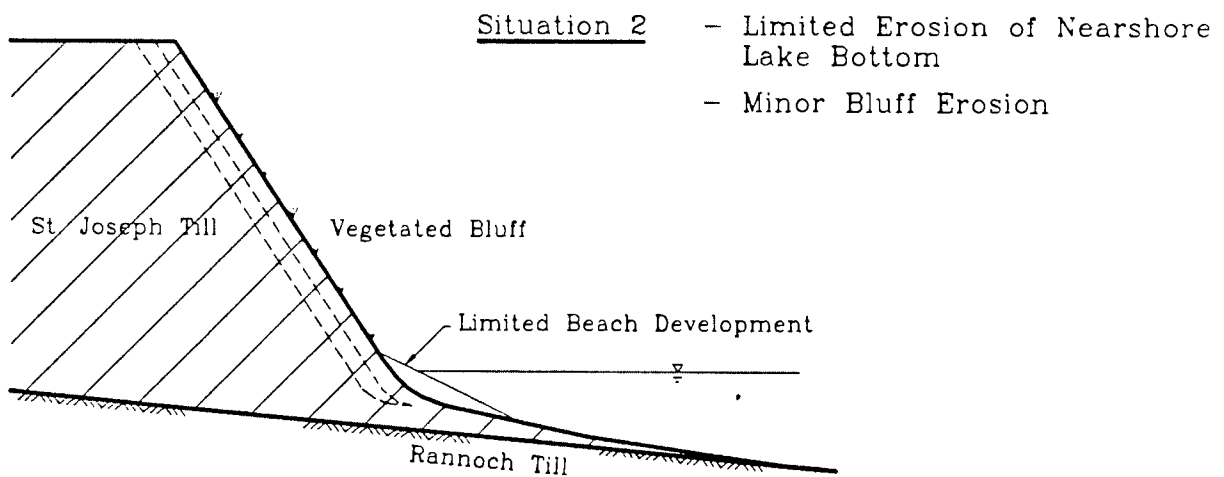 Situation 2
– Limited Erosion of Nearshore
Lake Bottom
– Minor Bluff Erosion
St. Joseph Till
Vegetated Bluff
Limited Beach Development
Rannoch Till